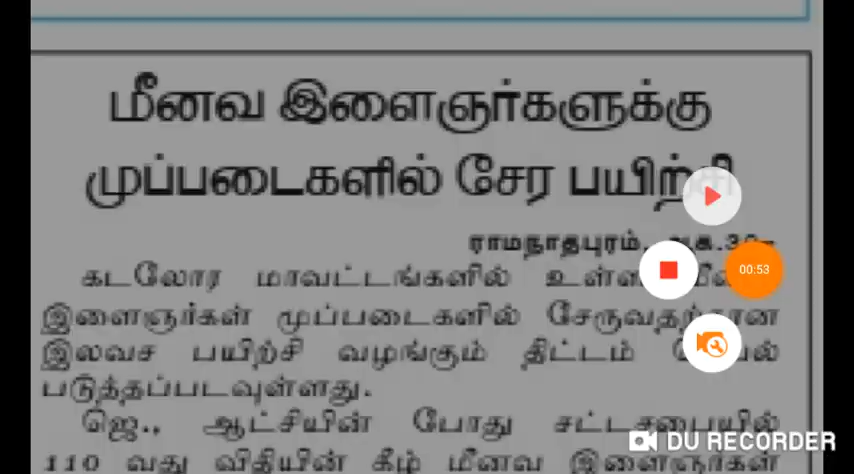 மீனவ இளைஞர்களுக்கு
முப்படைகளில் சேர பயிற்சி
ராமநாதபுரம்,
கடலோர மாவட்டங்களில் உள்ள
இளைஞர்கள் முப்படைகளில் சேருவதற்கான
இலவச பயிற்சி வழங்கும் திட்டம்
படுத்தப்படவுள்ளது.
ஜெ., ஆட்சியின் போது சட்டசபையில்
110 வது விதியின் கீழ் மீனவ இளைஞர்கள்
00:53
DU RECORDER